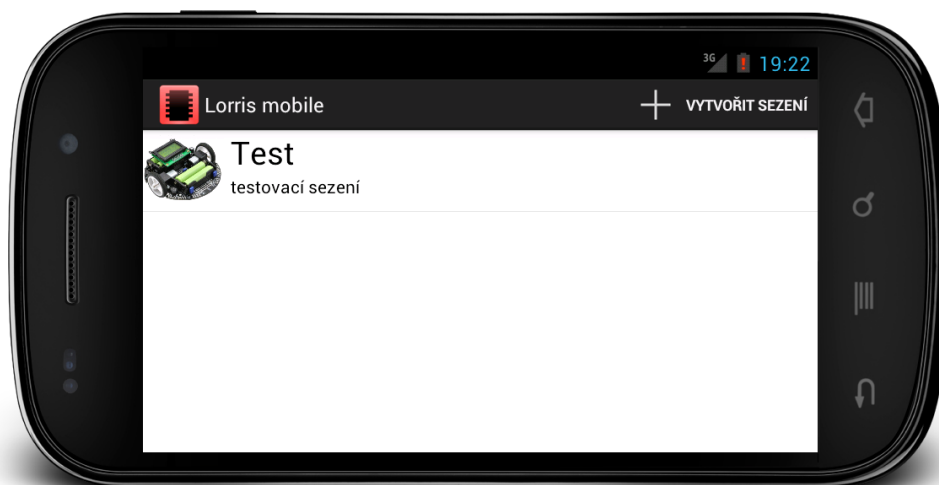 3G 19:22
Lorris mobile VYTVOŘIT SEZENÍ
Test
testovací sezení